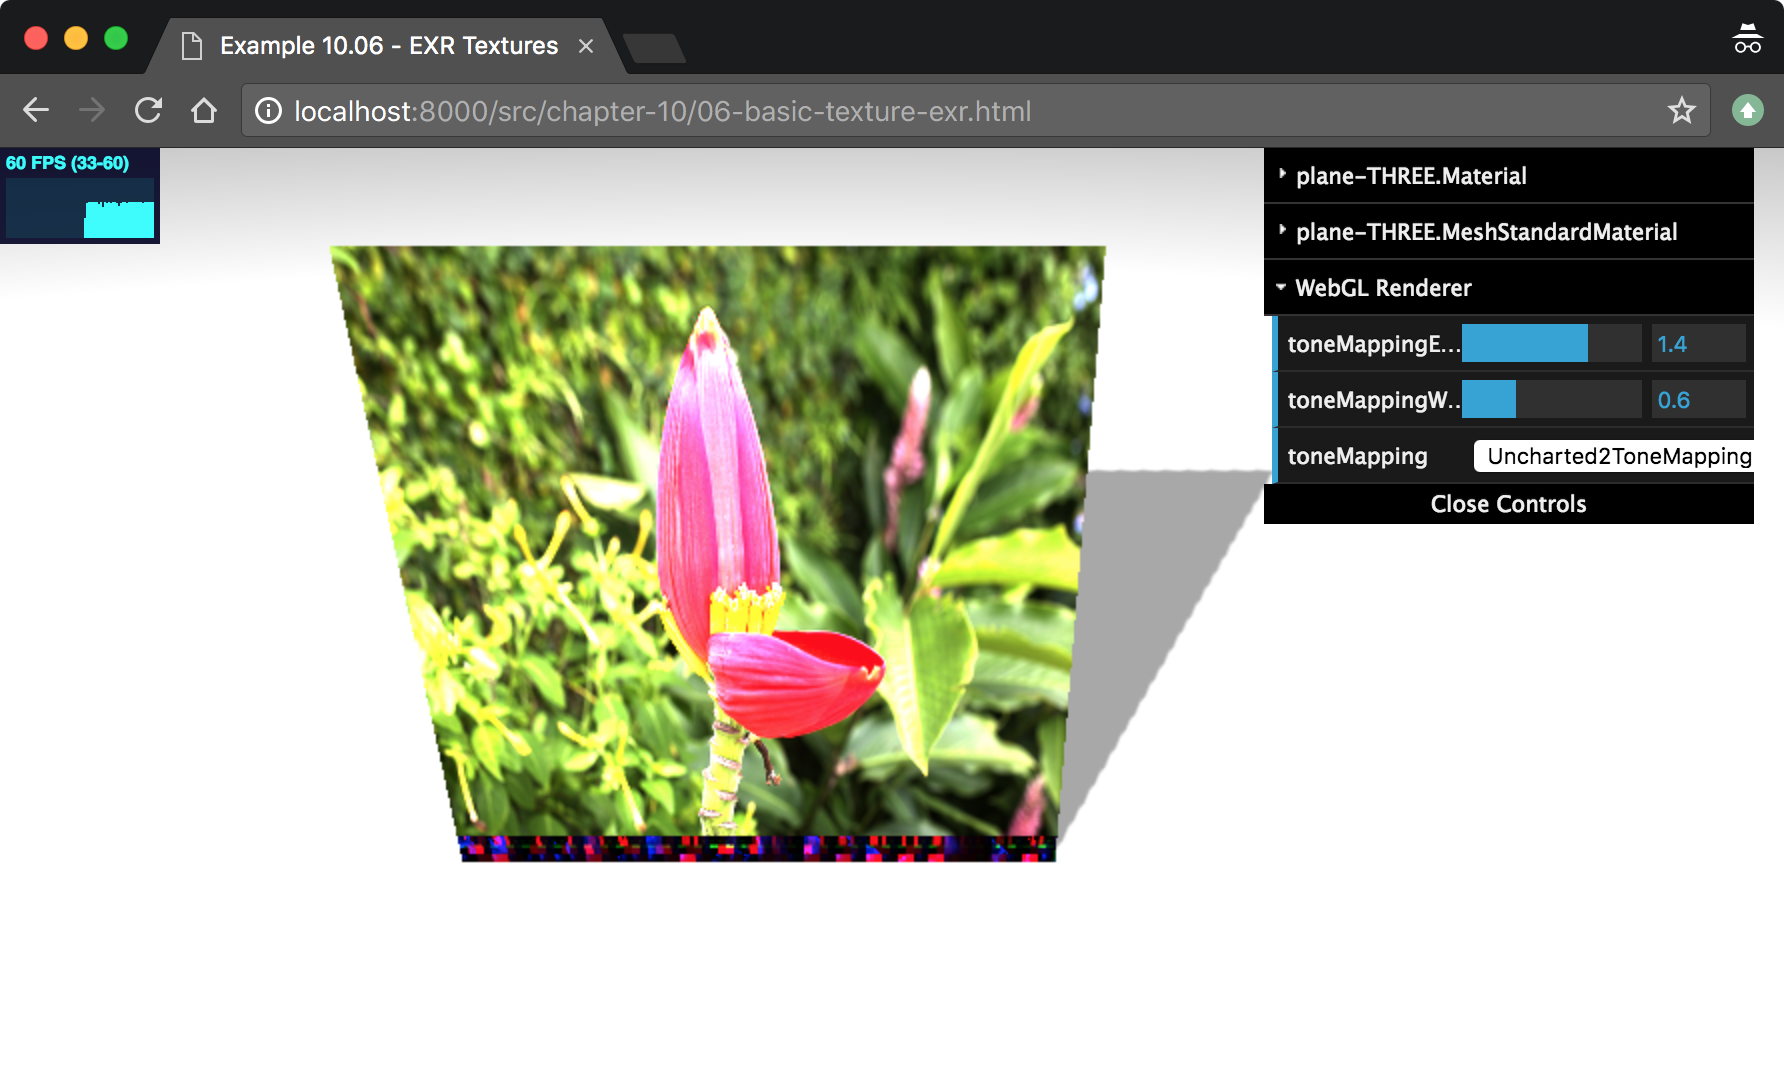 Example 10.06 - EXR Textures
localhost:8000/src/chapter-10/06-basic-texture-exr.html
60 FPS (33-60)
plane-THREE.Material
plane-THREE.MeshStandardMaterial
WebGL Renderer
toneMappingE... 1.4
toneMappingW... 0.6
toneMapping Uncharted2ToneMapping
Close Controls